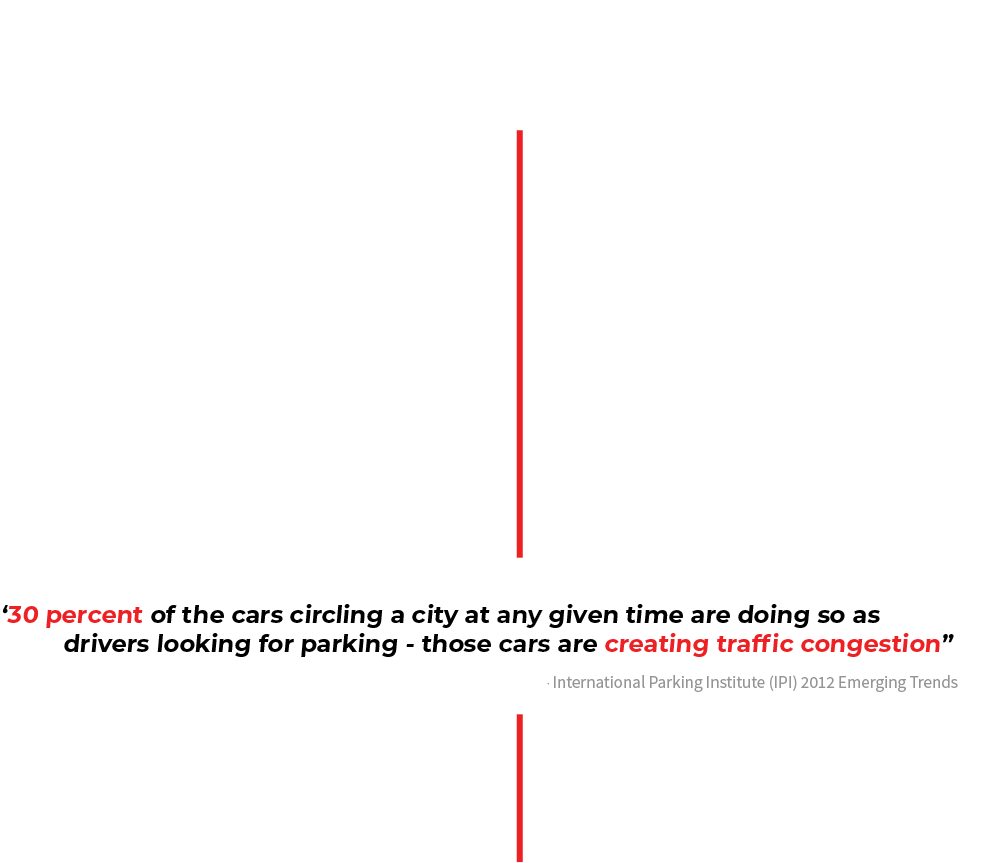 ‘30 percent of the cars circling a city at any given time are doing so as
drivers looking for parking - those cars are creating traffic congestion”
· International Parking Institute (IPI) 2012 Emerging Trends